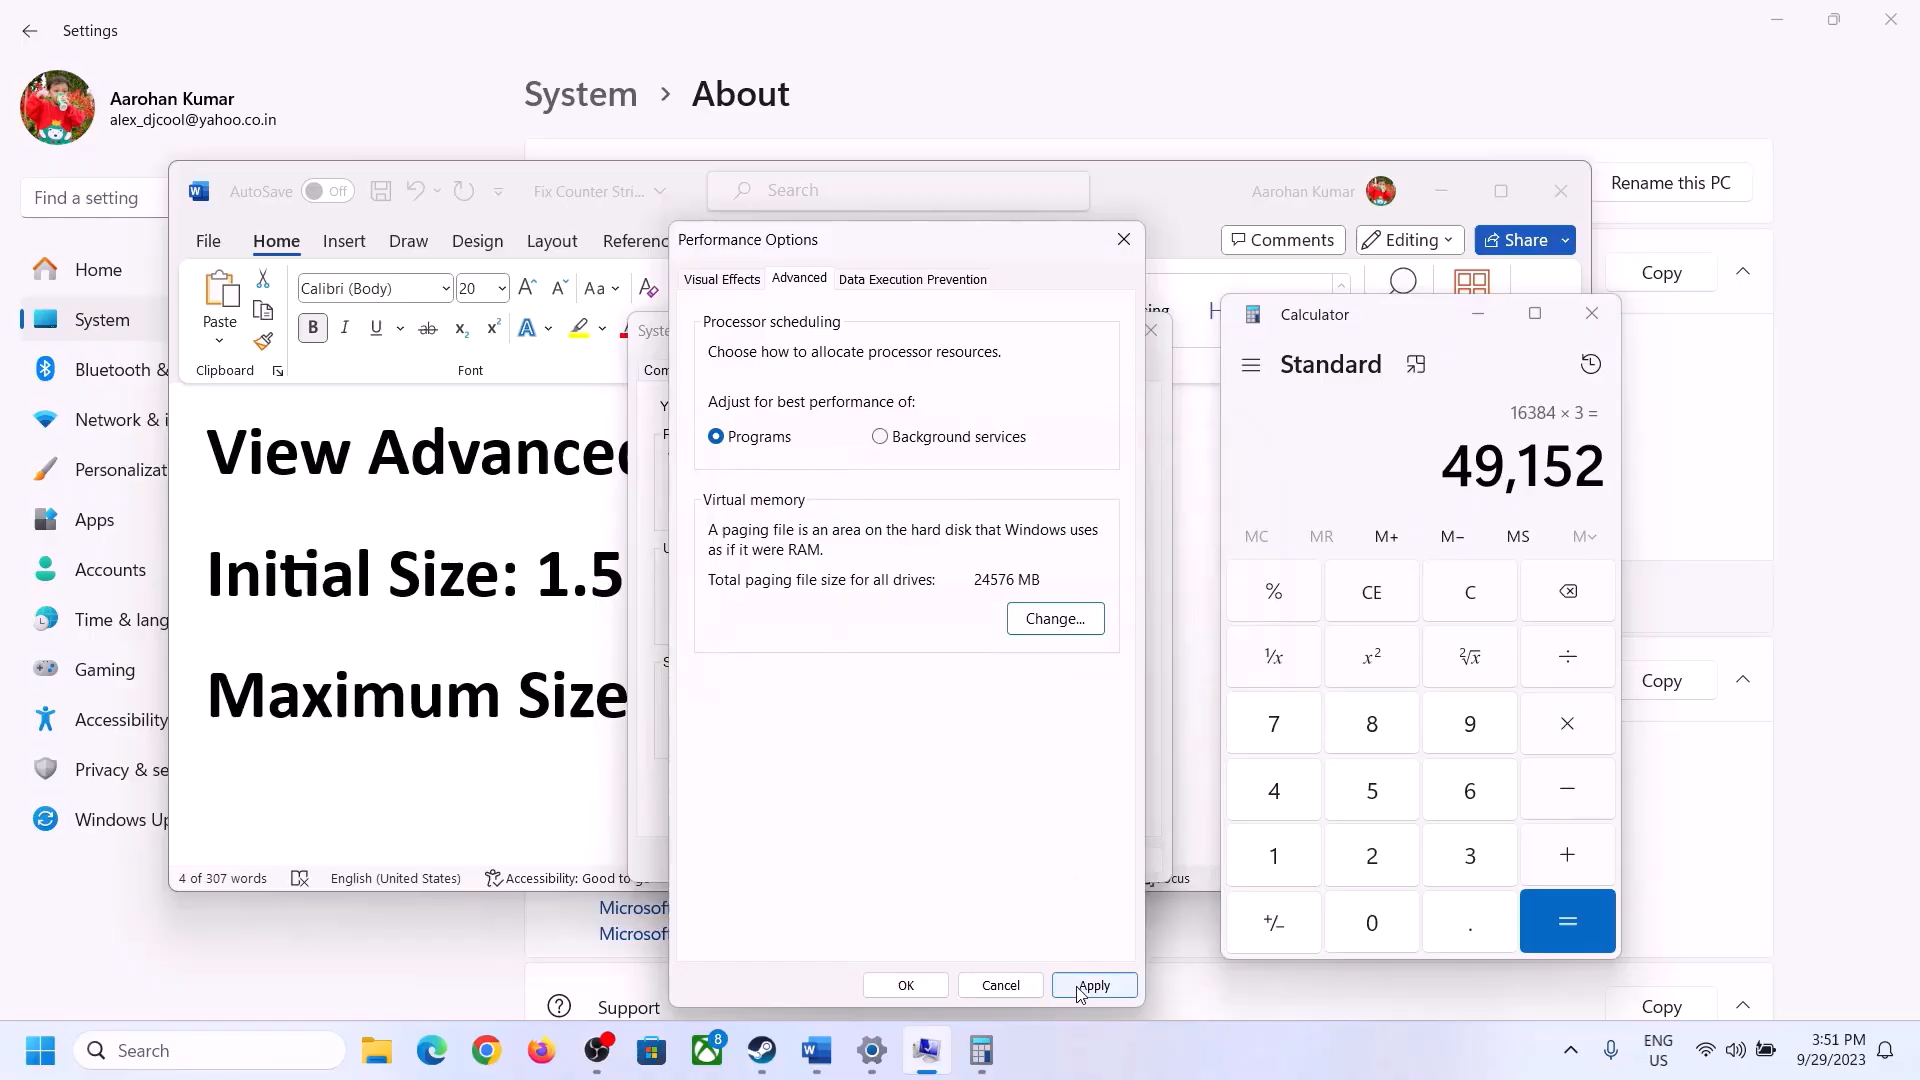 Settings
Aarohan Kumar
alex_djcool@yahoo.co.in
Find a setting
Home
System
Bluetooth &
Network & i
Personalizat
Apps
Accounts
Time & lang
Gaming
Accessibility
Privacy & se
Windows Up
System > About
Rename this PC
Copy
Copy
Copy
Microsof
Microsof
Support
AutoSave Off
Fix Counter Stri...
Search
Aarohan Kumar
File Home Insert Draw Design Layout Referenc
Comments Editing Share
Paste
Calibri (Body) 20
Aa
B I U ab x₂ x² A
Clipboard
Font
View Advanced
Initial Size: 1.5
Maximum Size
4 of 307 words
English (United States)
Accessibility: Good to g
Syste
Com
Performance Options
Visual Effects Advanced Data Execution Prevention
Processor scheduling
Choose how to allocate processor resources.
Adjust for best performance of:
Programs Background services
Virtual memory
A paging file is an area on the hard disk that Windows uses
as if it were RAM.
Total paging file size for all drives: 24576 MB
Change...
OK Cancel Apply
Calculator
Standard
16384 × 3 =
49,152
MC MR M+ M− MS M
% CE C
¹/x x² ²√x ÷
7 8 9 ×
4 5 6 −
1 2 3 +
+/− 0 . =
Search
8
ENG
US
3:51 PM
9/29/2023